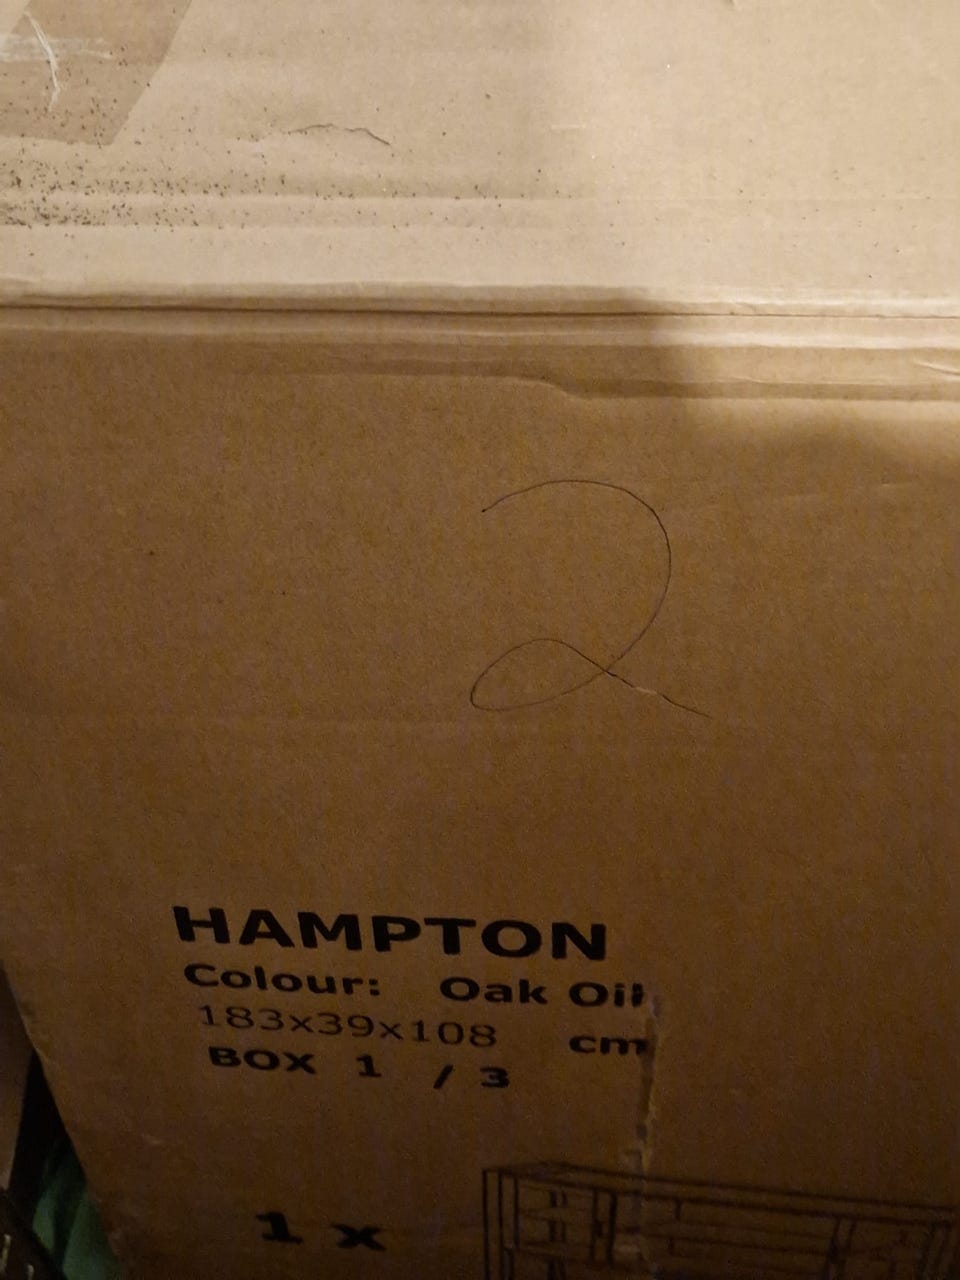 2
HAMPTON
Colour: Oak Oil
183x39x108 cm
BOX 1 / 3
1 x